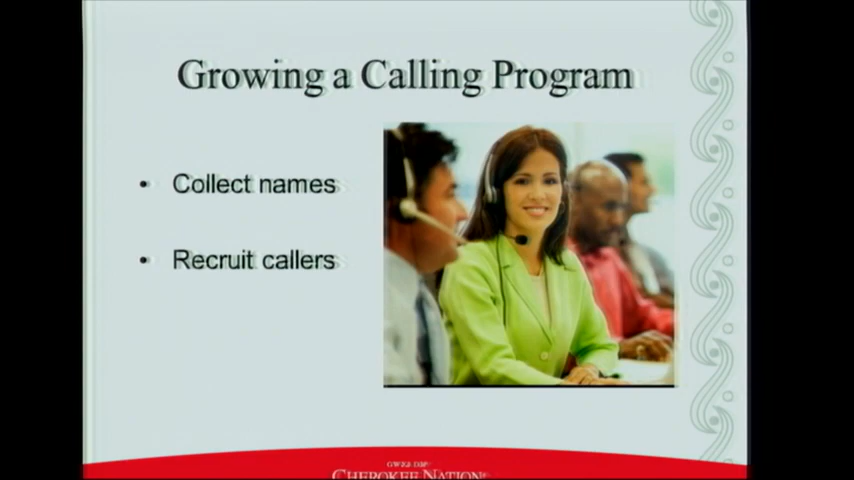 Growing a Calling Program
• Collect names
• Recruit callers
CHEROKEE NATION